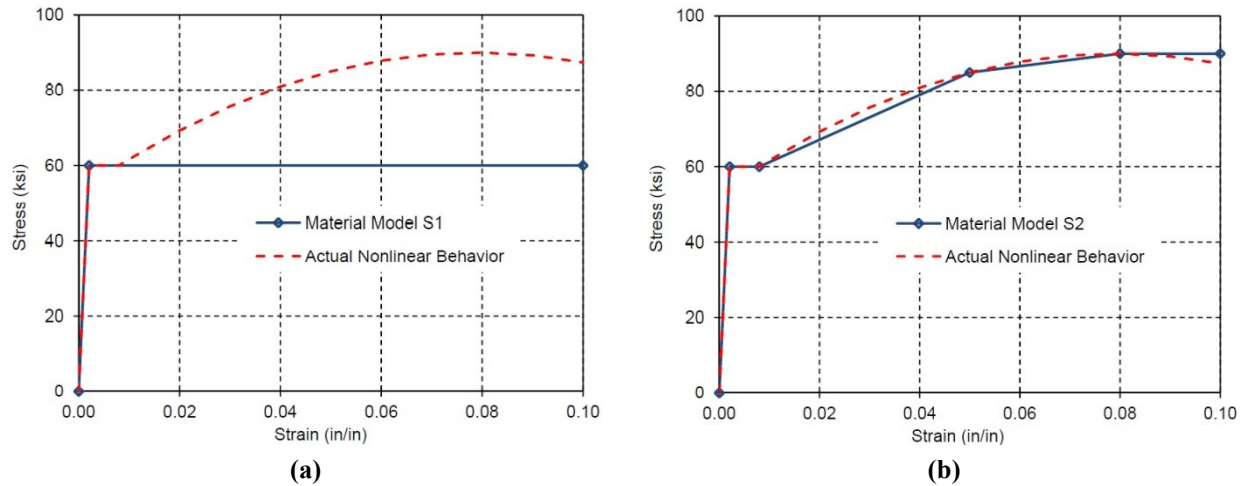 100
80
60
40
20
0
Stress (ksi)
Material Model S1
Actual Nonlinear Behavior
0.00 0.02 0.04 0.06 0.08 0.10
Strain (in/in)
(a)
100
80
60
40
20
0
Stress (ksi)
Material Model S2
Actual Nonlinear Behavior
0.00 0.02 0.04 0.06 0.08 0.10
Strain (in/in)
(b)